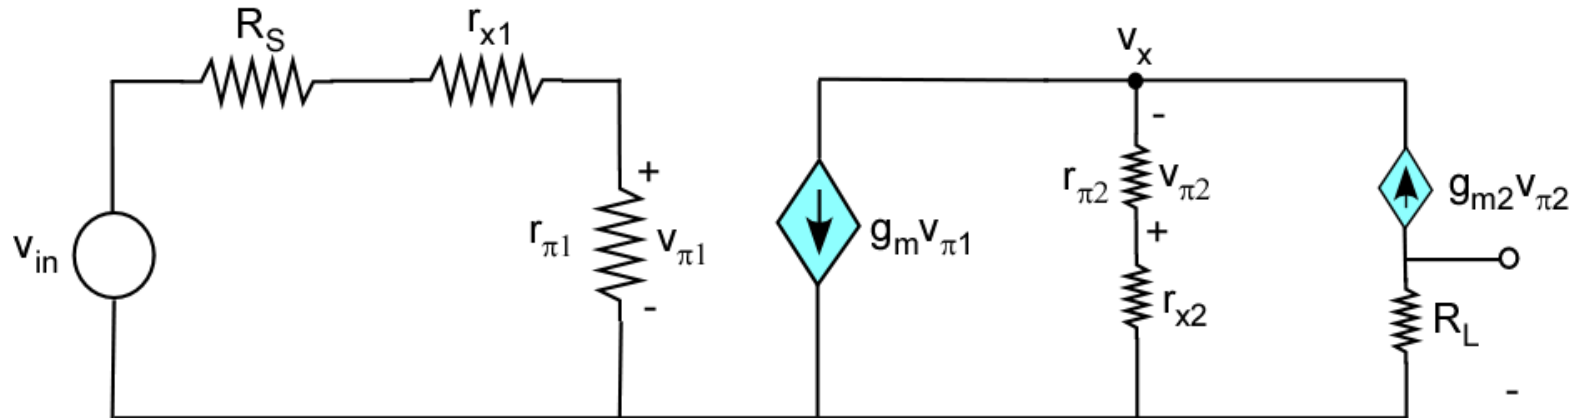 R_S
r_x1
v_x
-
+
r_π2
v_π2
g_m2v_π2
v_in
r_π1
v_π1
g_mv_π1
+
-
r_x2
R_L
-